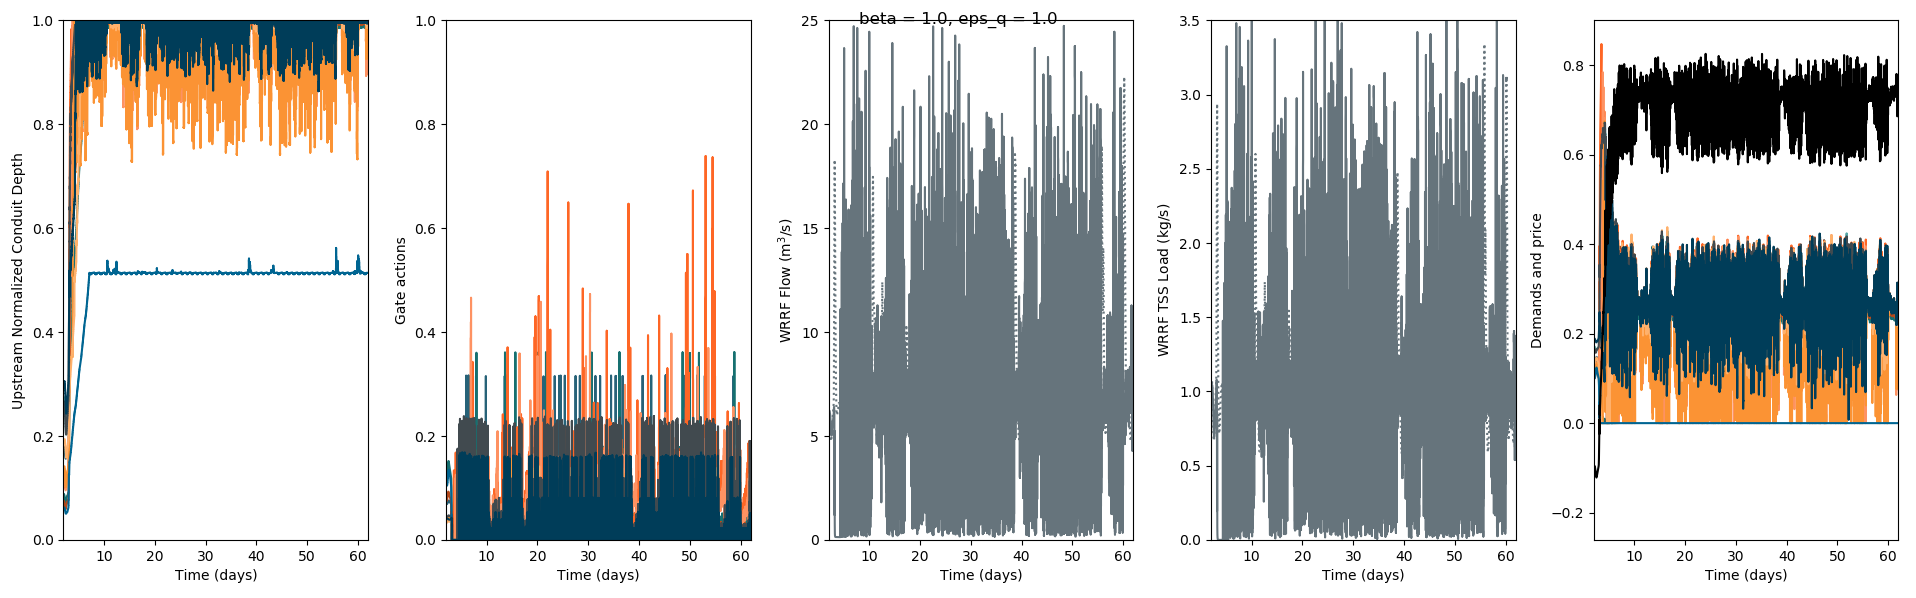 beta = 1.0, eps_q = 1.0
Upstream Normalized Conduit Depth
1.0
0.8
0.6
0.4
0.2
0.0
10 20 30 40 50 60
Time (days)
Gate actions
1.0
0.8
0.6
0.4
0.2
0.0
10 20 30 40 50 60
Time (days)
WRRF Flow (m³/s)
25
20
15
10
5
0
10 20 30 40 50 60
Time (days)
WRRF TSS Load (kg/s)
3.5
3.0
2.5
2.0
1.5
1.0
0.5
0.0
10 20 30 40 50 60
Time (days)
Demands and price
0.8
0.6
0.4
0.2
0.0
−0.2
10 20 30 40 50 60
Time (days)